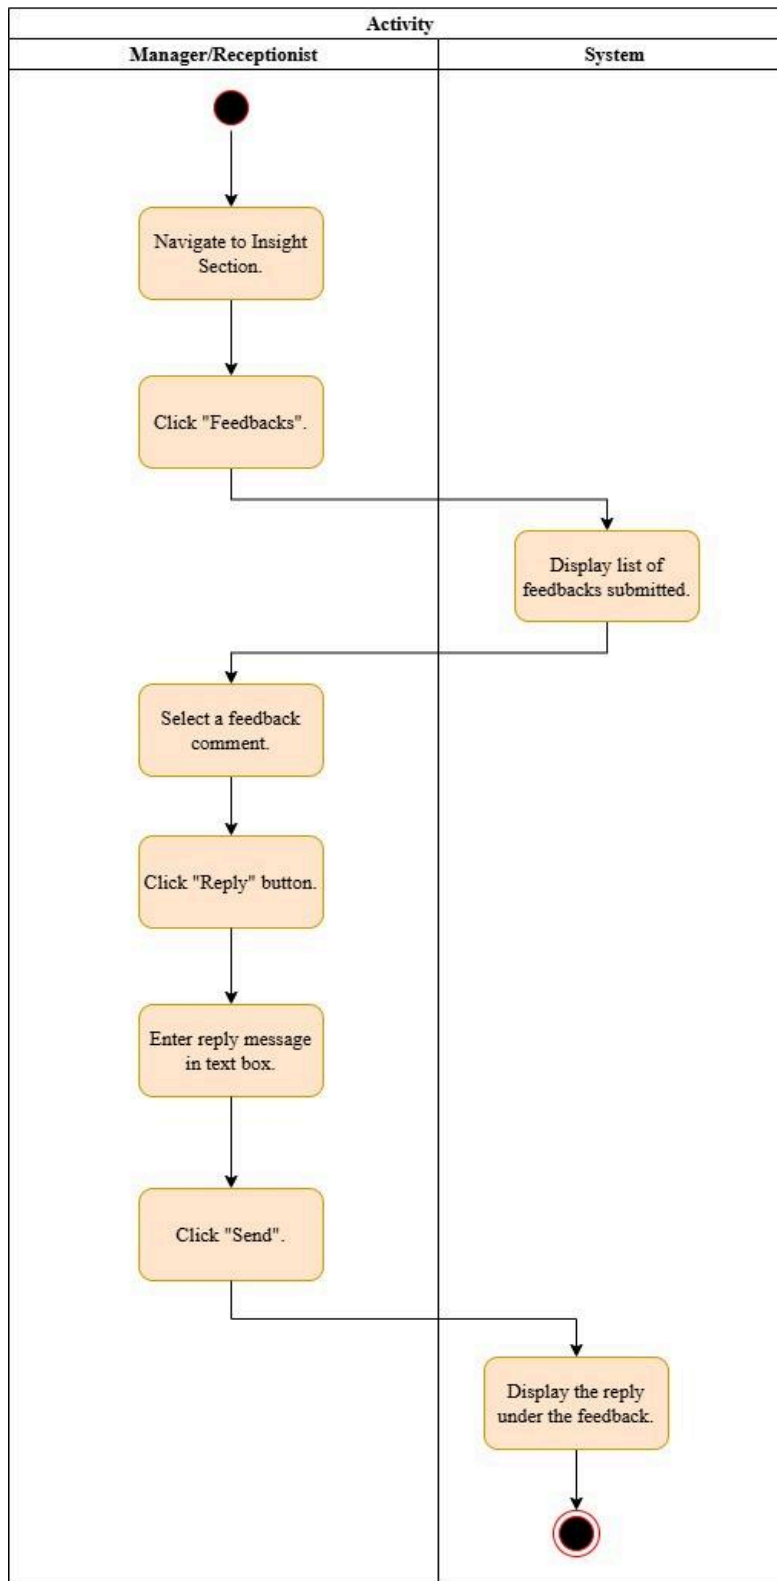 Activity
Manager/Receptionist
System
Navigate to Insight
Section.
Click "Feedbacks".
Display list of
feedbacks submitted.
Select a feedback
comment.
Click "Reply" button.
Enter reply message
in text box.
Click "Send".
Display the reply
under the feedback.